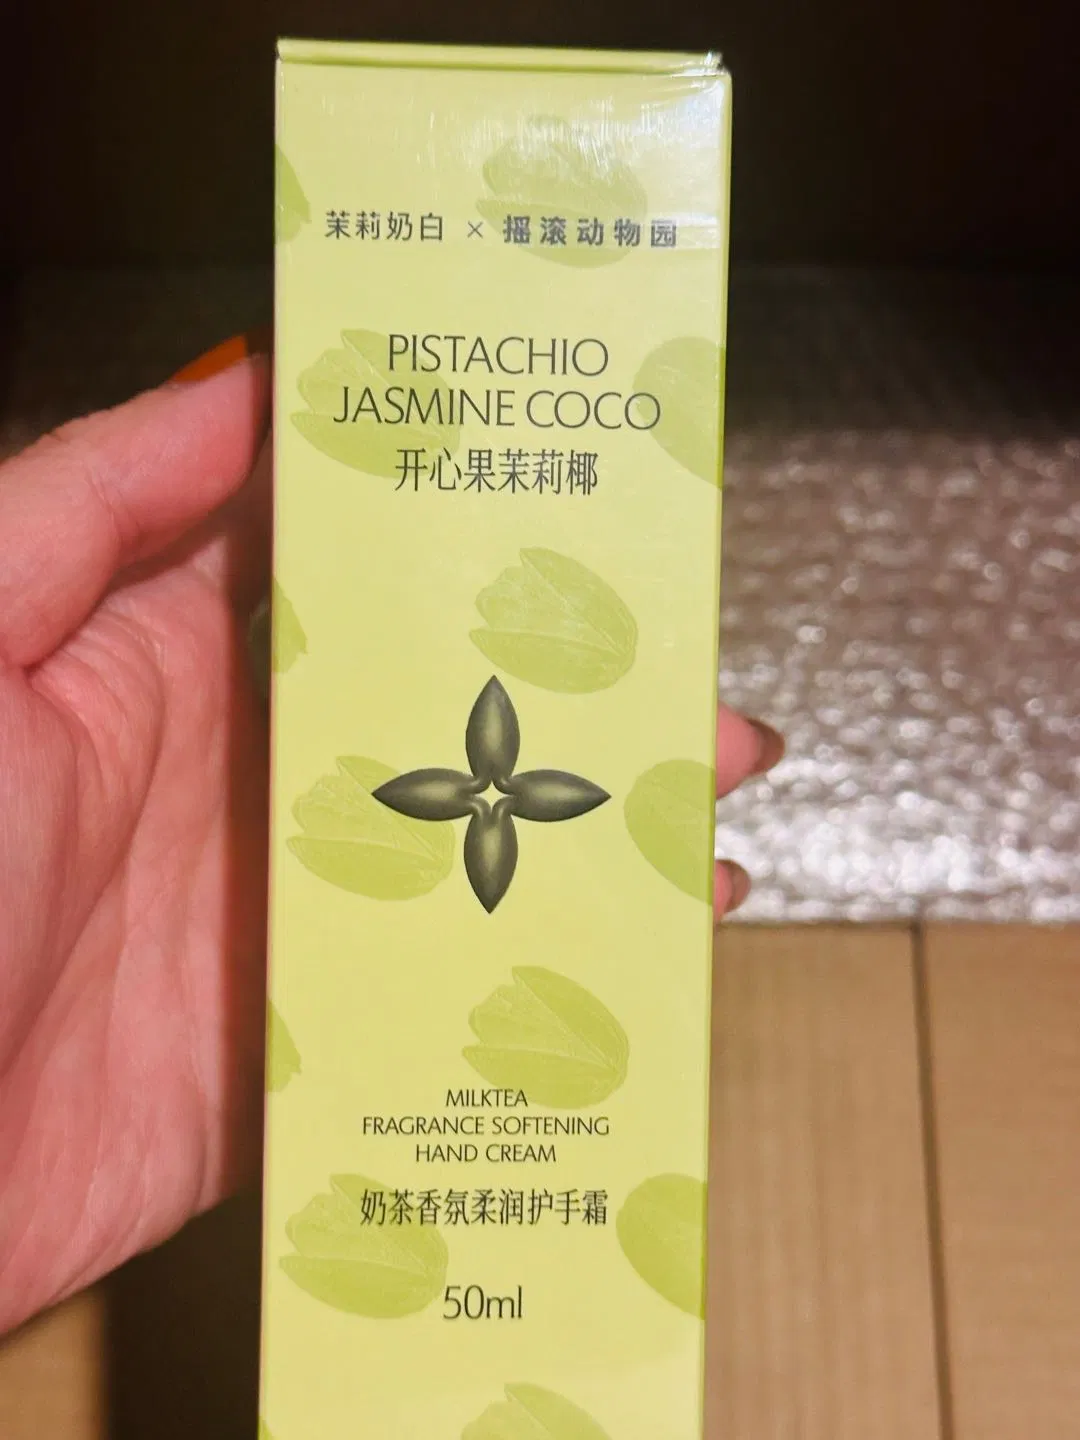 茉莉奶白 × 摇滚动物园
PISTACHIO
JASMINE COCO
开心果茉莉椰
MILKTEA
FRAGRANCE SOFTENING
HAND CREAM
奶茶香氛柔润护手霜
50ml